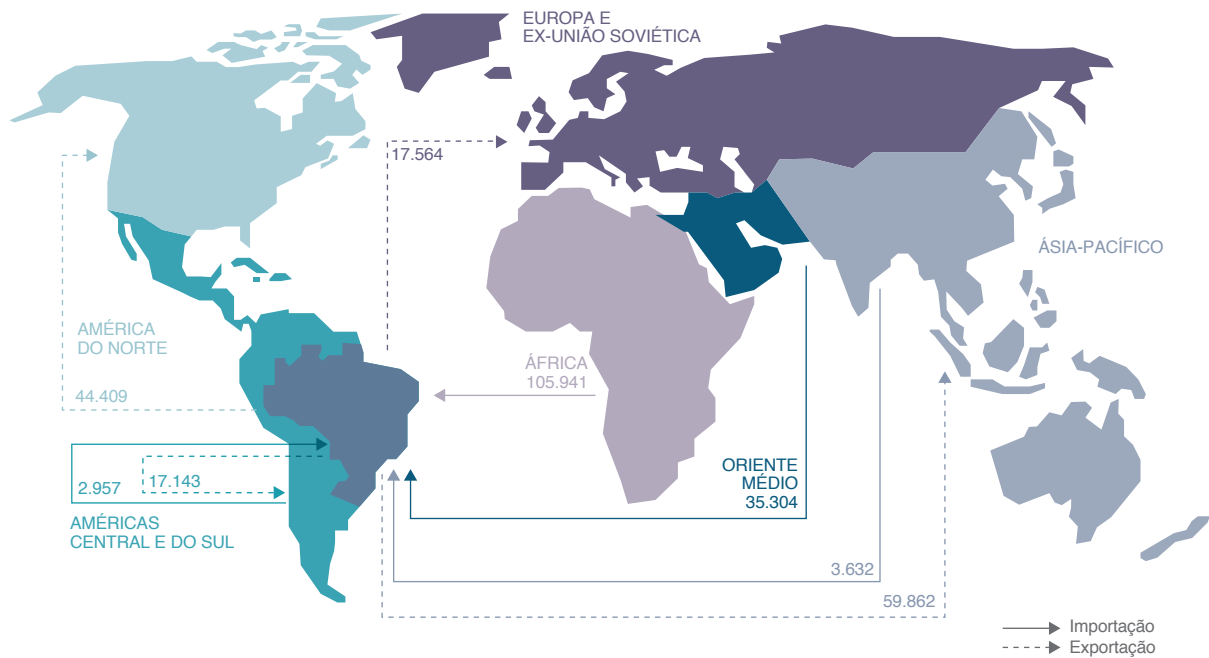 EUROPA E
EX-UNIÃO SOVIÉTICA
17.564
ÁSIA-PACÍFICO
AMÉRICA
DO NORTE
44.409
ÁFRICA
105.941
ORIENTE
MÉDIO
35.304
2.957
17.143
AMÉRICAS
CENTRAL E DO SUL
3.632
59.862
Importação
Exportação